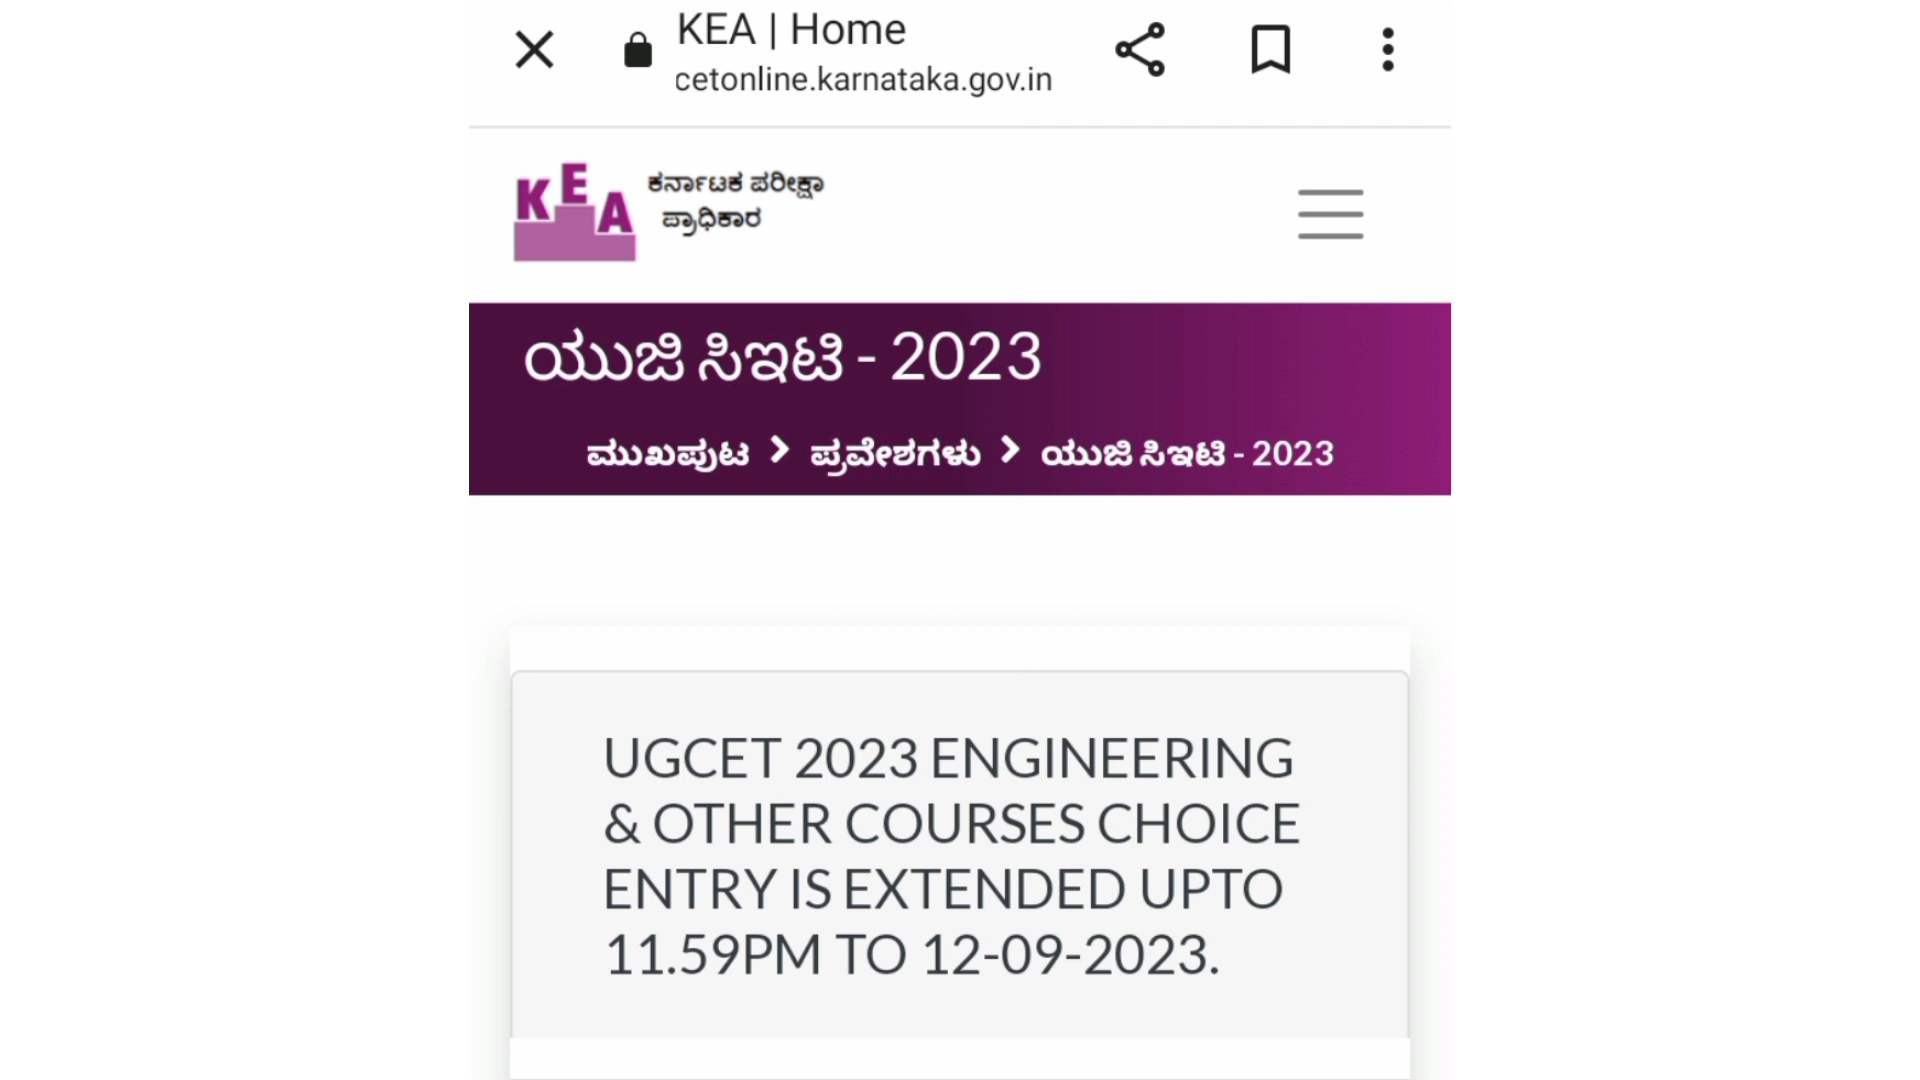 KEA | Home
cetonline.karnataka.gov.in
KEA
ಕರ್ನಾಟಕ ಪರೀಕ್ಷಾ
ಪ್ರಾಧಿಕಾರ
ಯುಜಿ ಸಿಇಟಿ - 2023
ಮುಖಪುಟ > ಪ್ರವೇಶಗಳು > ಯುಜಿ ಸಿಇಟಿ - 2023
UGCET 2023 ENGINEERING
& OTHER COURSES CHOICE
ENTRY IS EXTENDED UPTO
11.59PM TO 12-09-2023.